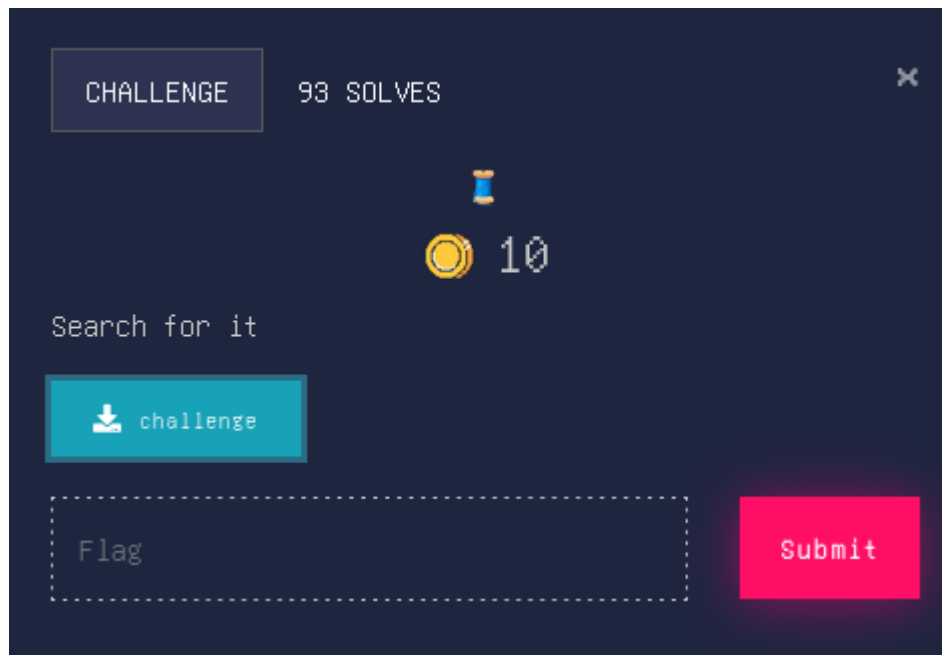 CHALLENGE 93 SOLVES ×
🧵
10
Search for it
challenge
Flag Submit